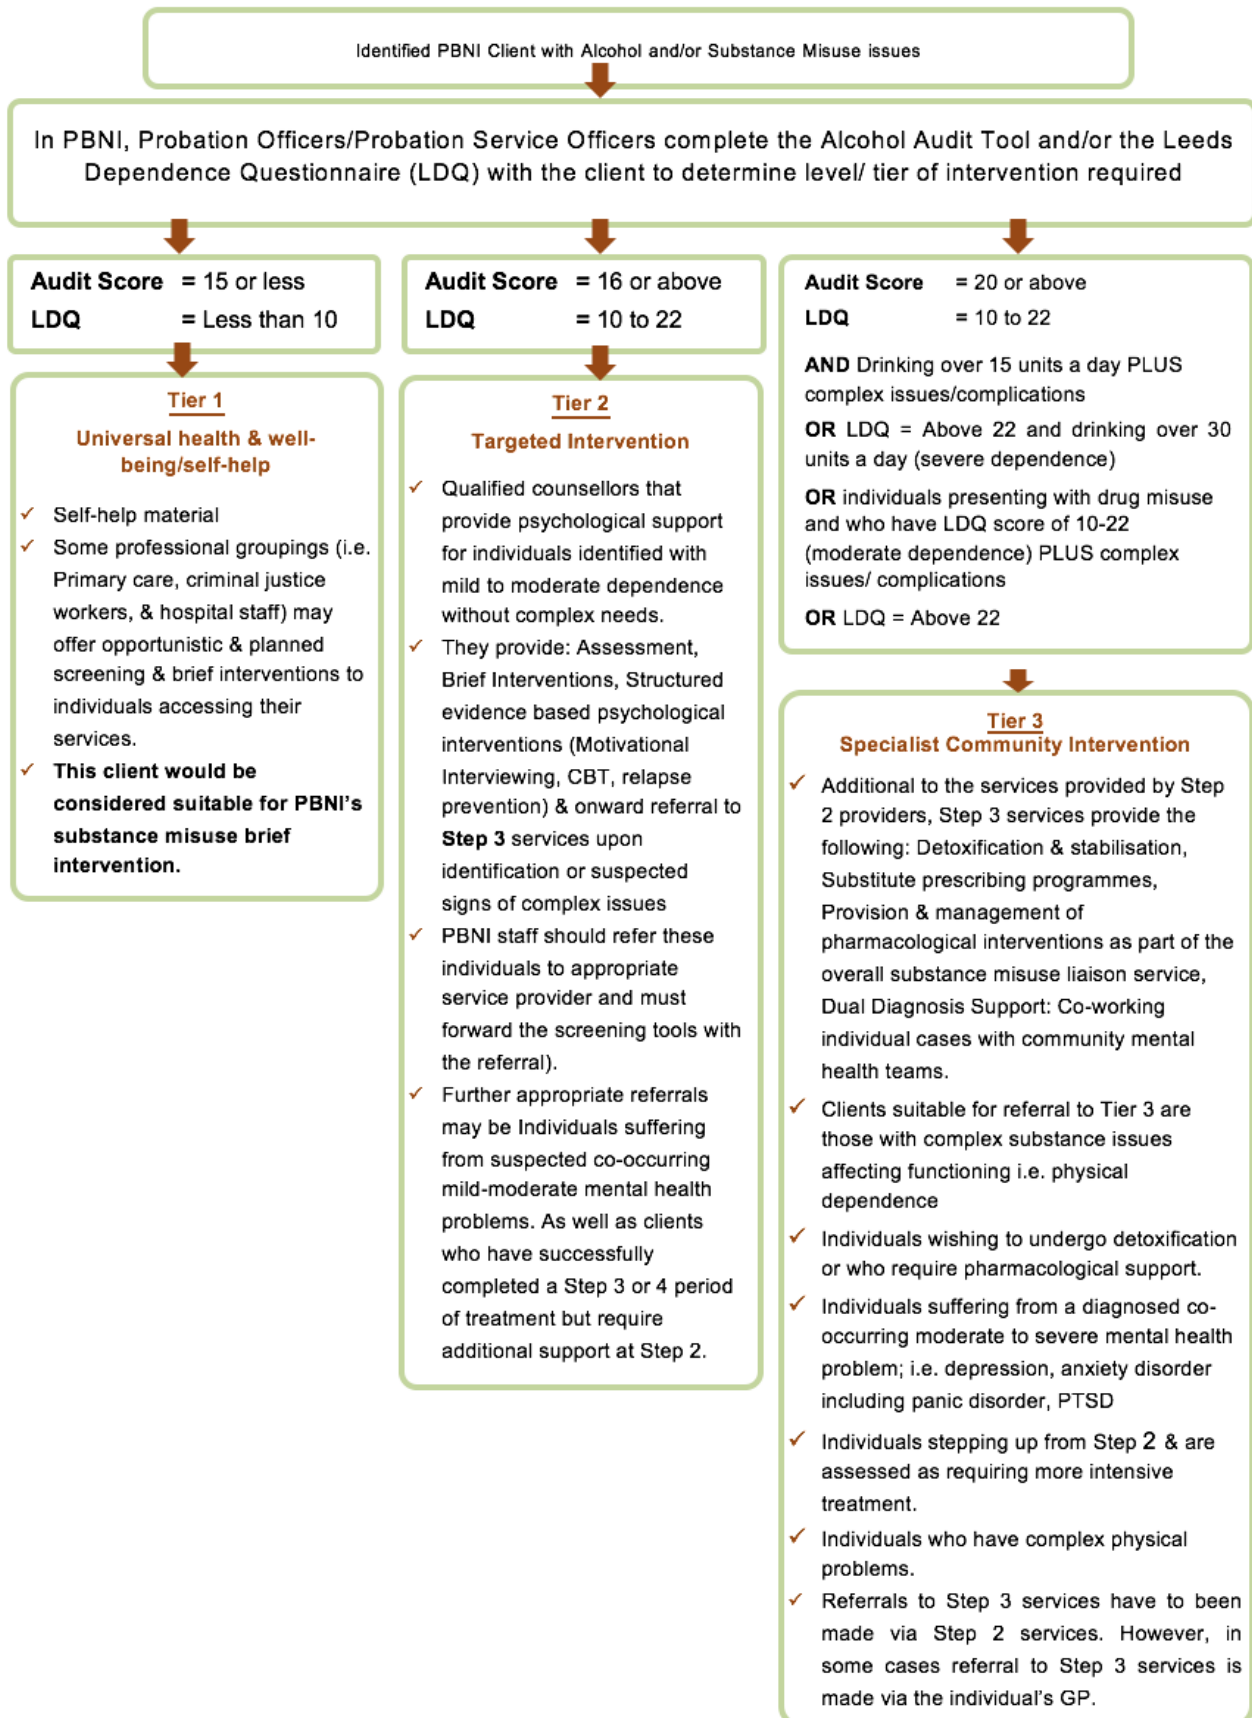 Identified PBNI Client with Alcohol and/or Substance Misuse issues
In PBNI, Probation Officers/Probation Service Officers complete the Alcohol Audit Tool and/or the Leeds
Dependence Questionnaire (LDQ) with the client to determine level/ tier of intervention required
Audit Score = 15 or less
LDQ = Less than 10
Tier 1
Universal health & well-
being/self-help
✓ Self-help material
✓ Some professional groupings (i.e.
Primary care, criminal justice
workers, & hospital staff) may
offer opportunistic & planned
screening & brief interventions to
individuals accessing their
services.
✓ This client would be
considered suitable for PBNI's
substance misuse brief
intervention.
Audit Score = 16 or above
LDQ = 10 to 22
Tier 2
Targeted Intervention
✓ Qualified counsellors that
provide psychological support
for individuals identified with
mild to moderate dependence
without complex needs.
✓ They provide: Assessment,
Brief Interventions, Structured
evidence based psychological
interventions (Motivational
Interviewing, CBT, relapse
prevention) & onward referral to
Step 3 services upon
identification or suspected
signs of complex issues
✓ PBNI staff should refer these
individuals to appropriate
service provider and must
forward the screening tools with
the referral).
✓ Further appropriate referrals
may be Individuals suffering
from suspected co-occurring
mild-moderate mental health
problems. As well as clients
who have successfully
completed a Step 3 or 4 period
of treatment but require
additional support at Step 2.
Audit Score = 20 or above
LDQ = 10 to 22
AND Drinking over 15 units a day PLUS
complex issues/complications
OR LDQ = Above 22 and drinking over 30
units a day (severe dependence)
OR individuals presenting with drug misuse
and who have LDQ score of 10-22
(moderate dependence) PLUS complex
issues/ complications
OR LDQ = Above 22
Tier 3
Specialist Community Intervention
✓ Additional to the services provided by Step
2 providers, Step 3 services provide the
following: Detoxification & stabilisation,
Substitute prescribing programmes,
Provision & management of
pharmacological interventions as part of the
overall substance misuse liaison service,
Dual Diagnosis Support: Co-working
individual cases with community mental
health teams.
✓ Clients suitable for referral to Tier 3 are
those with complex substance issues
affecting functioning i.e. physical
dependence
✓ Individuals wishing to undergo detoxification
or who require pharmacological support.
✓ Individuals suffering from a diagnosed co-
occurring moderate to severe mental health
problem; i.e. depression, anxiety disorder
including panic disorder, PTSD
✓ Individuals stepping up from Step 2 & are
assessed as requiring more intensive
treatment.
✓ Individuals who have complex physical
problems.
✓ Referrals to Step 3 services have to been
made via Step 2 services. However, in
some cases referral to Step 3 services is
made via the individual's GP.